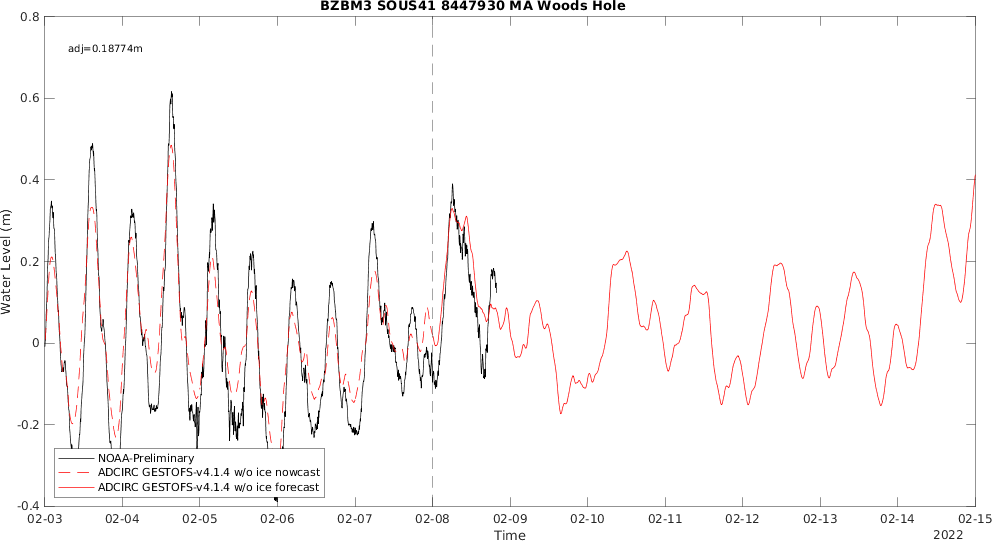 BZBM3 SOUS41 8447930 MA Woods Hole
adj=0.18774m
Water Level (m)
0.8
0.6
0.4
0.2
0
-0.2
-0.4
NOAA-Preliminary
ADCIRC GESTOFS-v4.1.4 w/o ice nowcast
ADCIRC GESTOFS-v4.1.4 w/o ice forecast
02-03 02-04 02-05 02-06 02-07 02-08 02-09 02-10 02-11 02-12 02-13 02-14 02-15
Time
2022